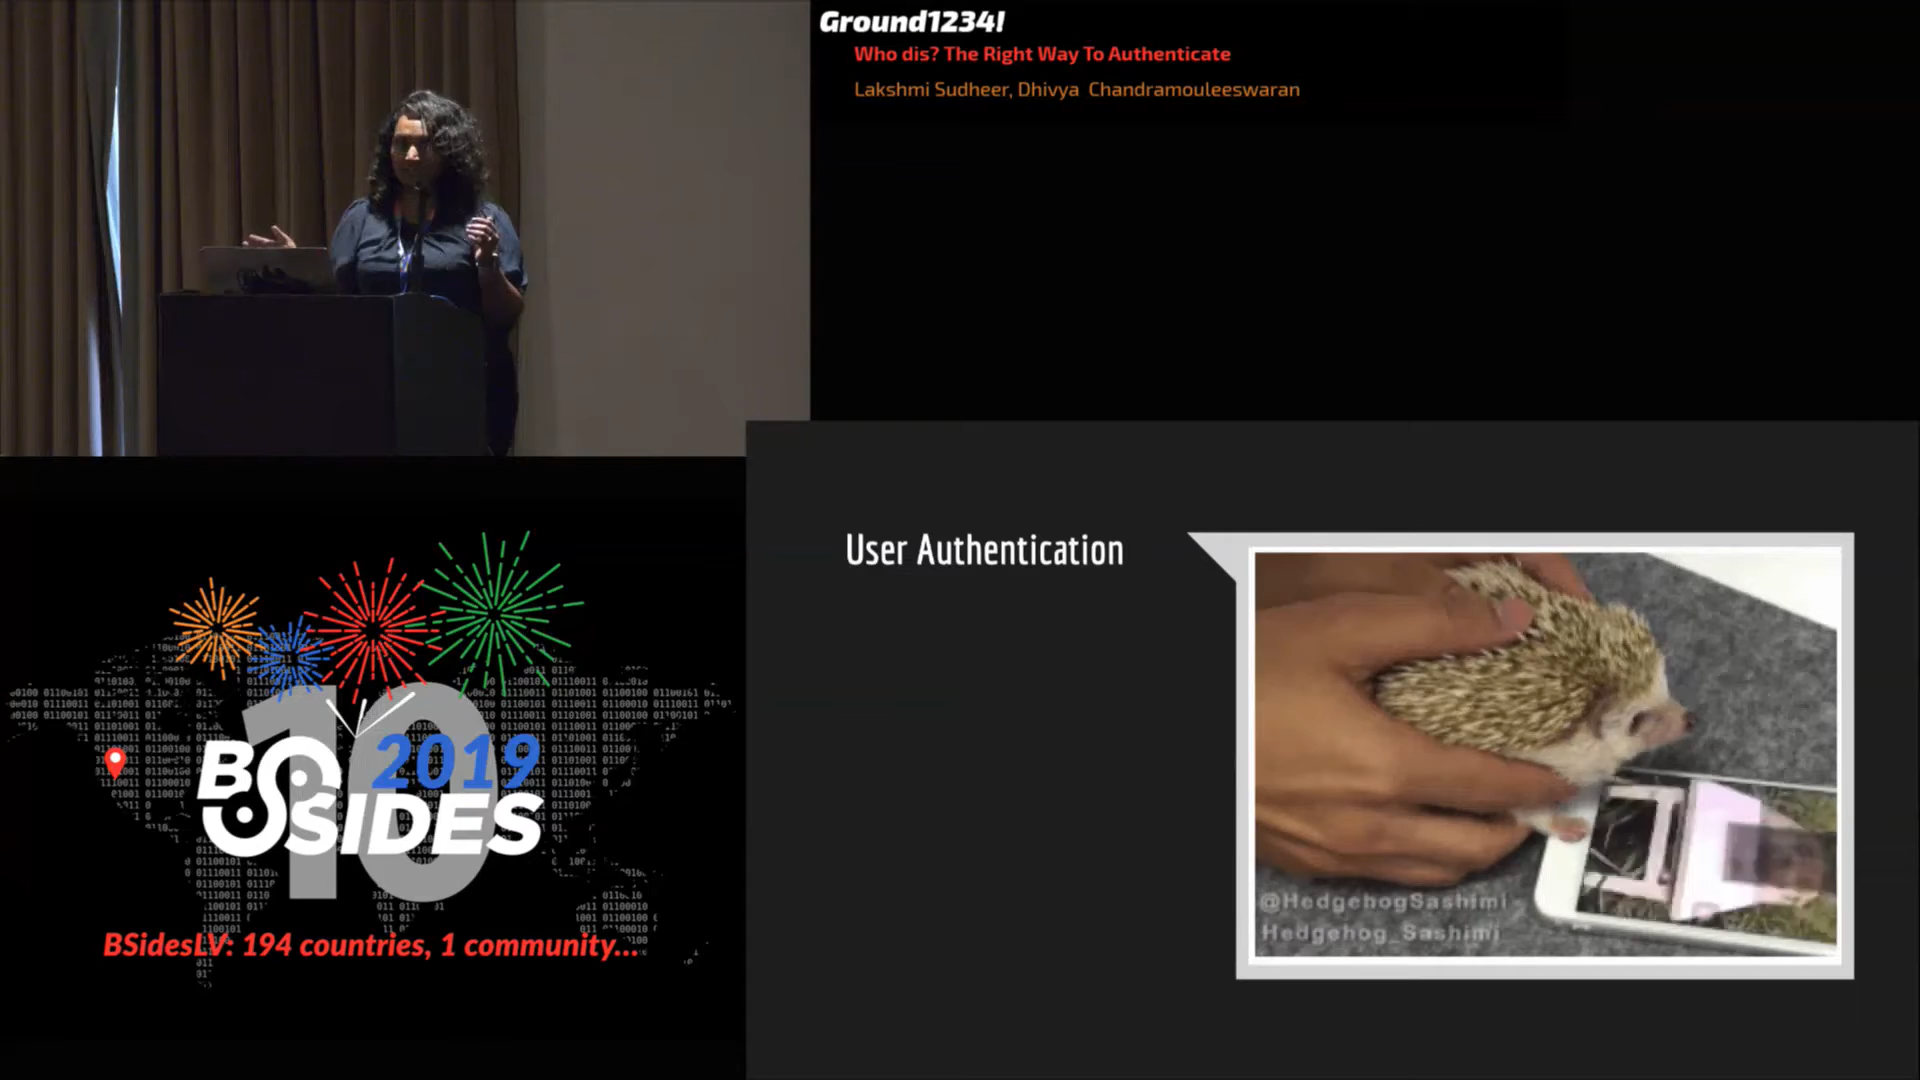 Ground1234!
Who dis? The Right Way To Authenticate
Lakshmi Sudheer, Dhivya Chandramouleeswaran
User Authentication
@HedgehogSashimi
Hedgehog_Sashimi
10
2019
BSIDES
BSidesLV: 194 countries, 1 community...